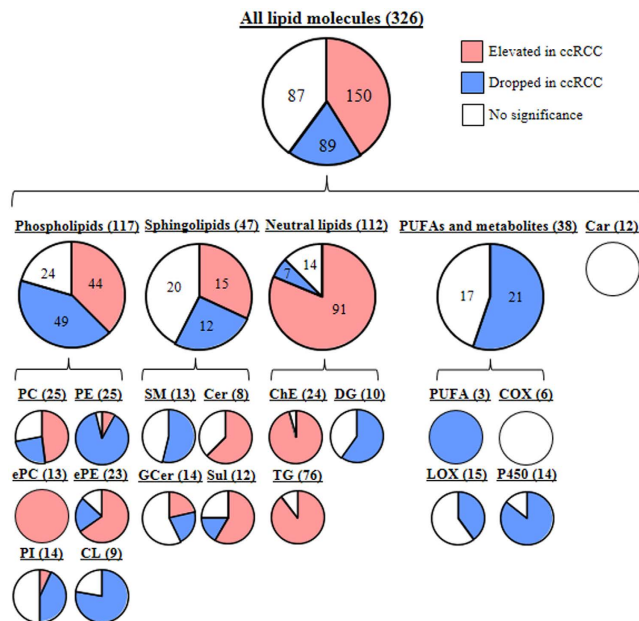 All lipid molecules (326)
Elevated in ccRCC
Dropped in ccRCC
No significance
87
150
89
Phospholipids (117)
Sphingolipids (47)
Neutral lipids (112)
PUFAs and metabolites (38)
Car (12)
24
44
49
20
15
12
7
14
91
17
21
PC (25)
PE (25)
SM (13)
Cer (8)
ChE (24)
DG (10)
PUFA (3)
COX (6)
ePC (13)
ePE (23)
GCer (14)
Sul (12)
TG (76)
LOX (15)
P450 (14)
PI (14)
CL (9)